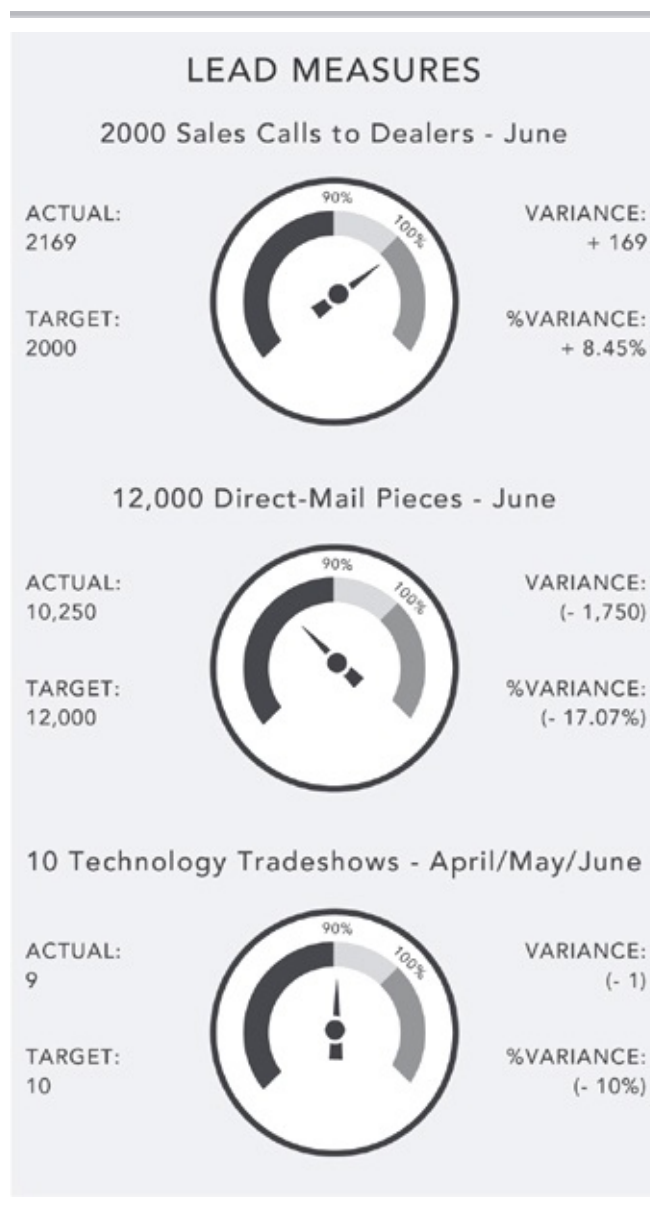 LEAD MEASURES
2000 Sales Calls to Dealers - June
ACTUAL:
2169
TARGET:
2000
90%
100%
VARIANCE:
+ 169
%VARIANCE:
+ 8.45%
12,000 Direct-Mail Pieces - June
ACTUAL:
10,250
TARGET:
12,000
90%
100%
VARIANCE:
(- 1,750)
%VARIANCE:
(- 17.07%)
10 Technology Tradeshows - April/May/June
ACTUAL:
9
TARGET:
10
90%
100%
VARIANCE:
(- 1)
%VARIANCE:
(- 10%)